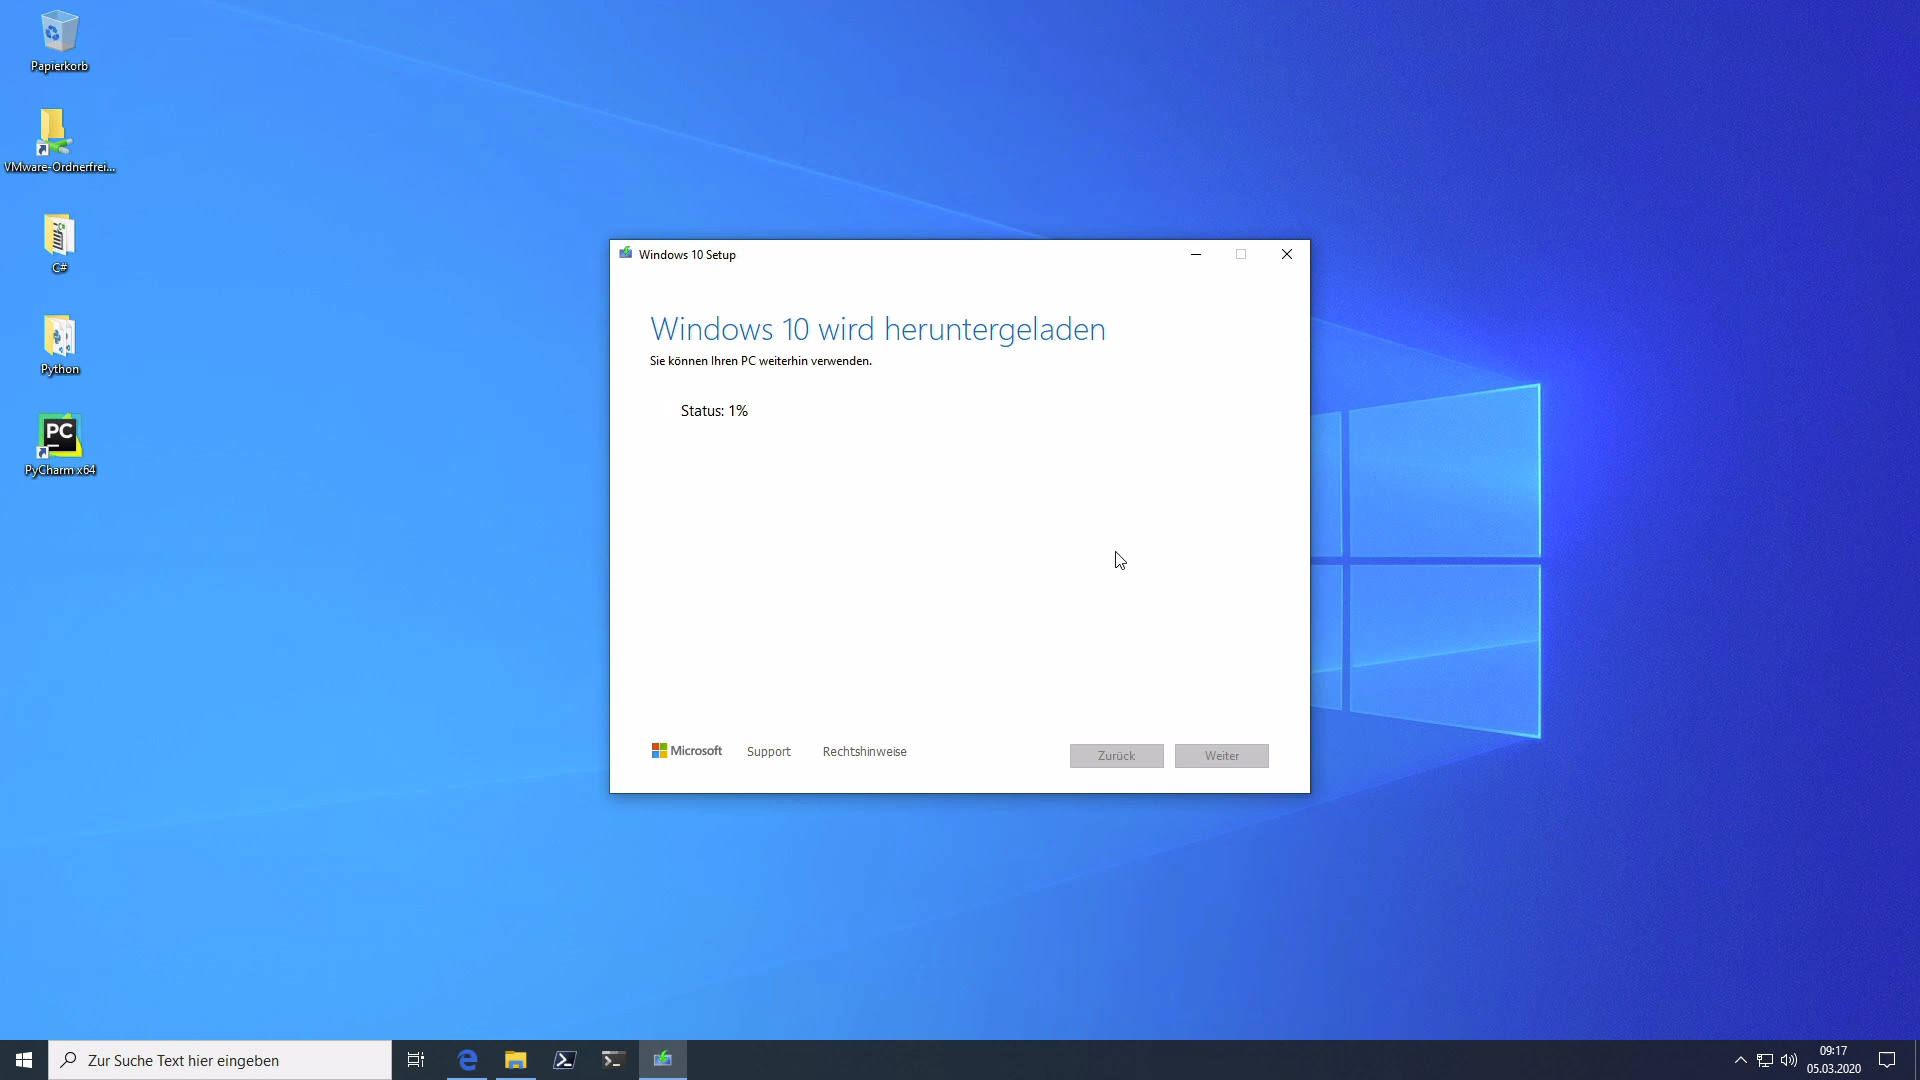 Papierkorb
VMware-Ordnerfrei...
C#
Python
PC
PyCharm x64
Windows 10 Setup
Windows 10 wird heruntergeladen
Sie können Ihren PC weiterhin verwenden.
Status: 1%
Microsoft Support Rechtshinweise
Zurück Weiter
Zur Suche Text hier eingeben
09:17
05.03.2020